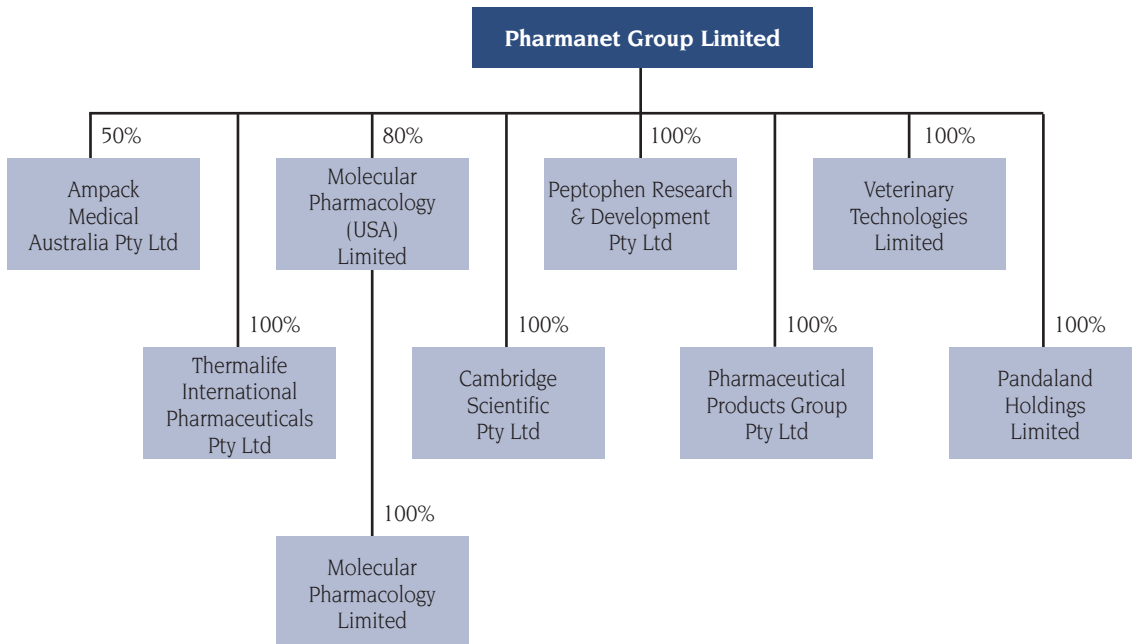 Pharmanet Group Limited
50%
Ampack
Medical
Australia Pty Ltd
80%
Molecular
Pharmacology
(USA)
Limited
100%
Peptophen Research
& Development
Pty Ltd
100%
Veterinary
Technologies
Limited
100%
Thermalife
International
Pharmaceuticals
Pty Ltd
100%
Cambridge
Scientific
Pty Ltd
100%
Pharmaceutical
Products Group
Pty Ltd
100%
Pandaland
Holdings
Limited
100%
Molecular
Pharmacology
Limited